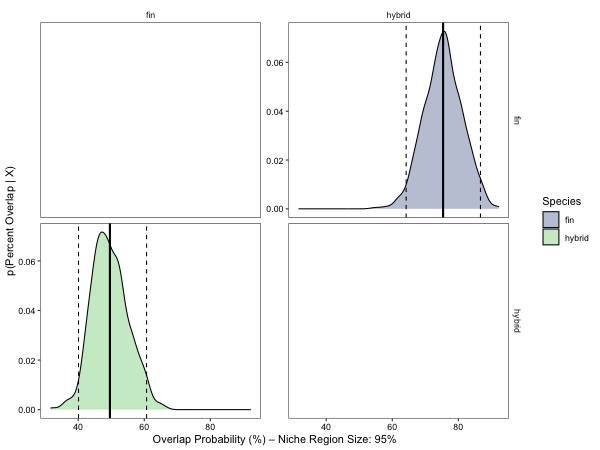 fin
hybrid
0.06
0.04
0.02
0.00
fin
p(Percent Overlap | X)
0.06
0.04
0.02
0.00
hybrid
40
60
80
40
60
80
Overlap Probability (%) – Niche Region Size: 95%
Species
fin
hybrid